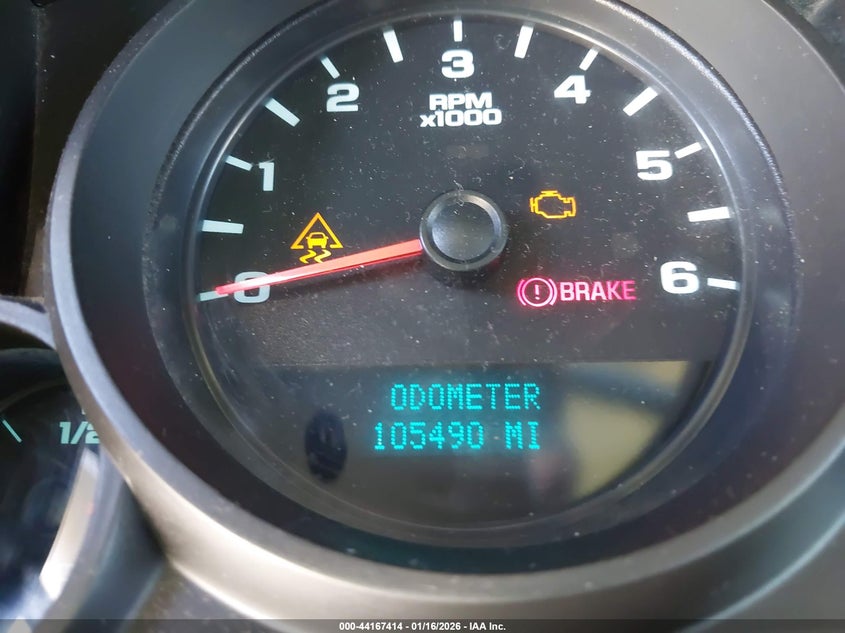 3
2
4
RPM
x1000
1
5
0
6
BRAKE
ODOMETER
105490 MI
1/2
000-44167414 - 01/16/2026 - IAA Inc.